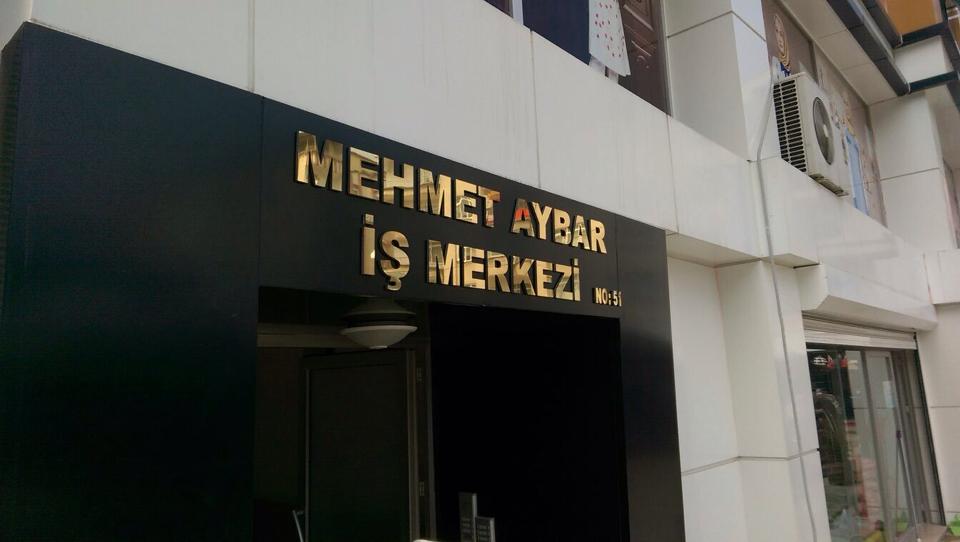 MEHMET AYBAR
İŞ MERKEZİ NO:51